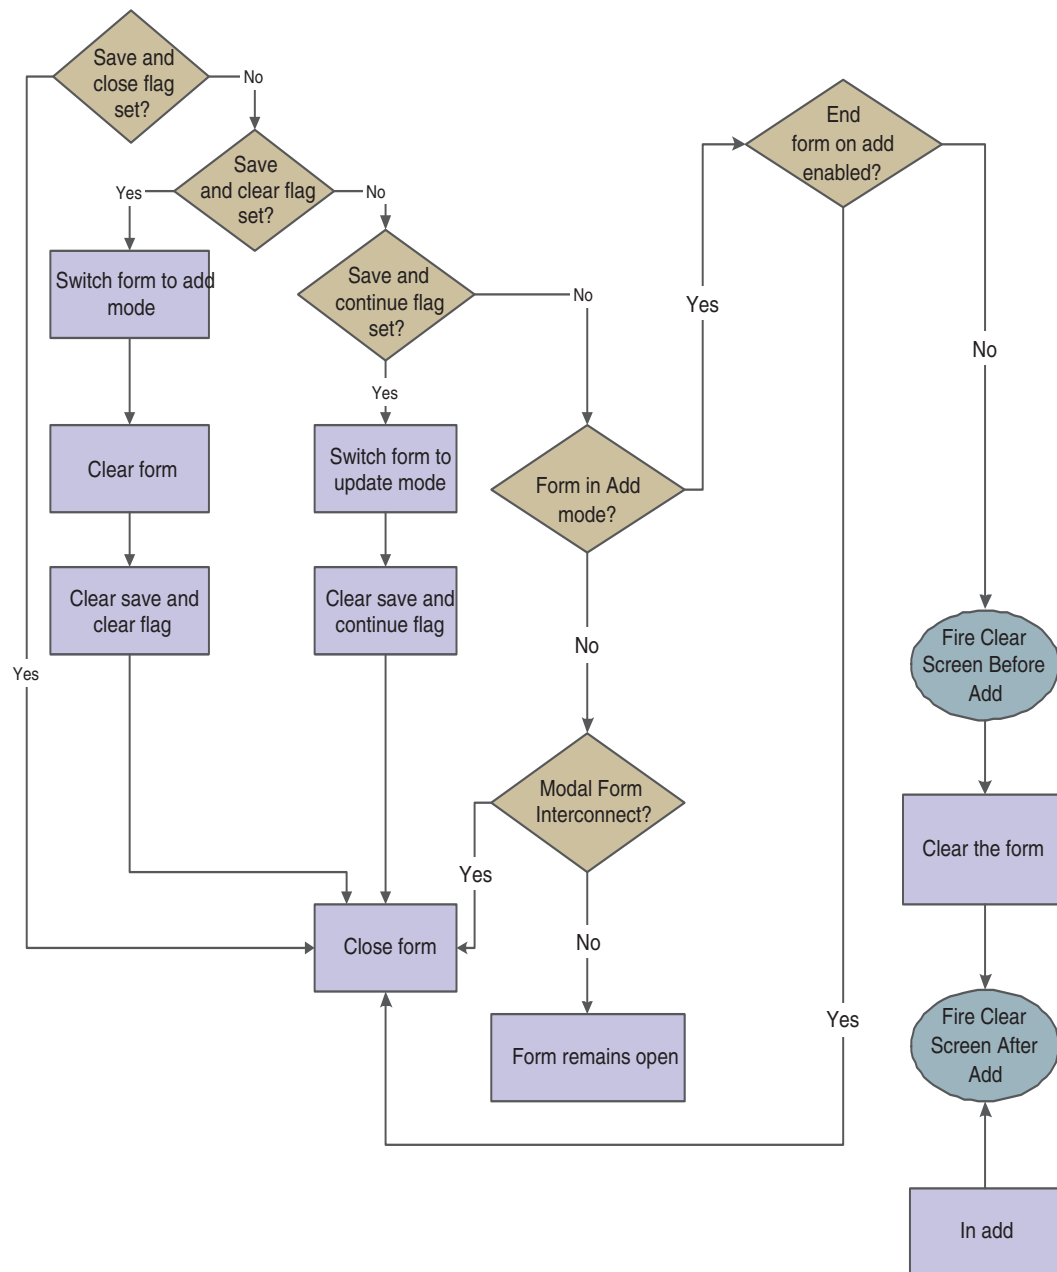 Save and
close flag
set?
No
Save
and clear flag
set?
Yes
No
Switch form to add
mode
Save and
continue flag
set?
No
Yes
Clear form
Switch form to
update mode
Form in Add
mode?
Yes
End
form on add
enabled?
No
Clear save and
clear flag
Clear save and
continue flag
No
Yes
Fire Clear
Screen Before
Add
Modal Form
Interconnect?
Yes
Clear the form
Close form
No
Yes
Form remains open
Fire Clear
Screen After
Add
In add